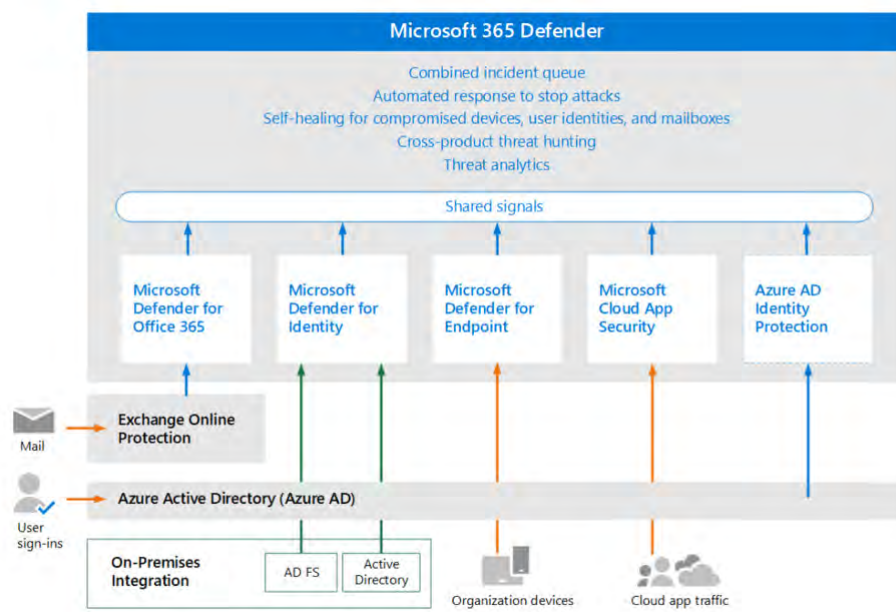 Microsoft 365 Defender
Combined incident queue
Automated response to stop attacks
Self-healing for compromised devices, user identities, and mailboxes
Cross-product threat hunting
Threat analytics
Shared signals
Microsoft
Defender for
Office 365
Microsoft
Defender for
Identity
Microsoft
Defender for
Endpoint
Microsoft
Cloud App
Security
Azure AD
Identity
Protection
Mail
Exchange Online
Protection
User
sign-ins
Azure Active Directory (Azure AD)
On-Premises
Integration
AD FS
Active
Directory
Organization devices
Cloud app traffic